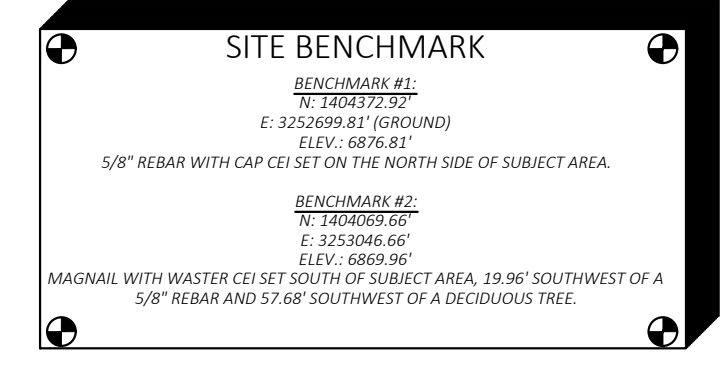 SITE BENCHMARK
BENCHMARK #1:
N: 1404372.92'
E: 3252699.81' (GROUND)
ELEV.: 6876.81'
5/8" REBAR WITH CAP CEI SET ON THE NORTH SIDE OF SUBJECT AREA.
BENCHMARK #2:
N: 1404069.66'
E: 3253046.66'
ELEV.: 6869.96'
MAGNAIL WITH WASTER CEI SET SOUTH OF SUBJECT AREA, 19.96' SOUTHWEST OF A
5/8" REBAR AND 57.68' SOUTHWEST OF A DECIDUOUS TREE.